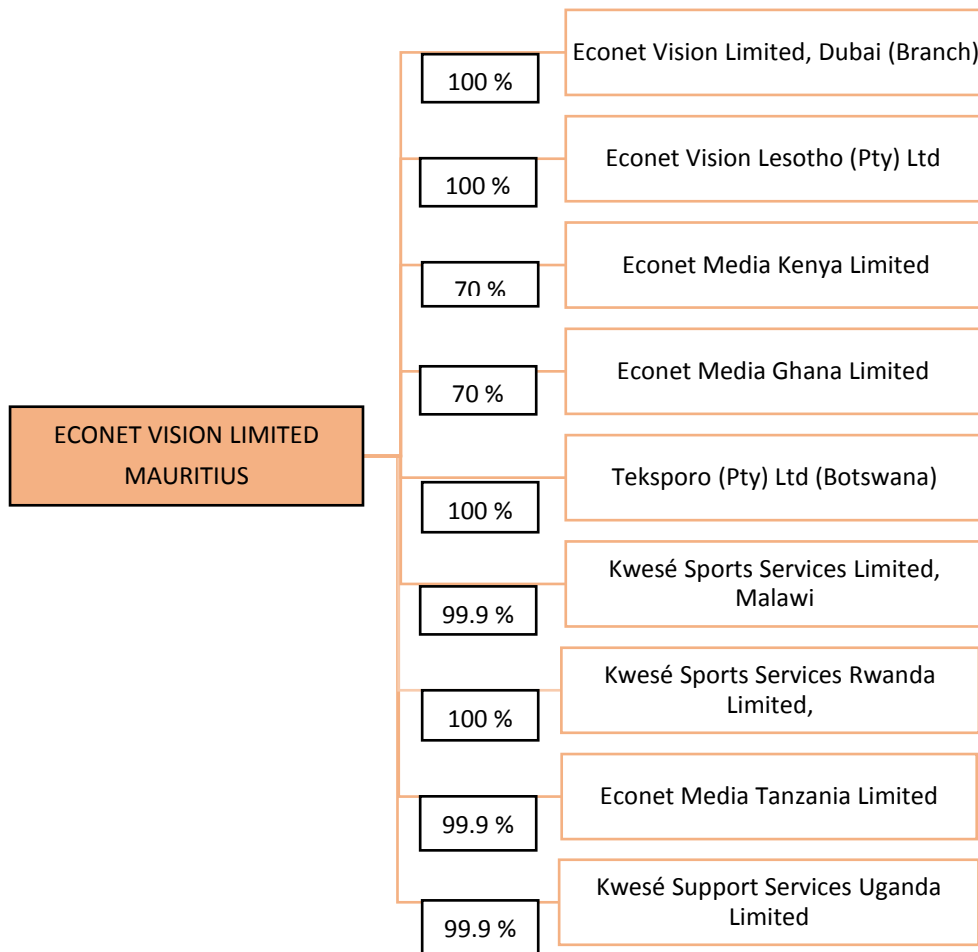 Econet Vision Limited, Dubai (Branch)
100 %
Econet Vision Lesotho (Pty) Ltd
100 %
Econet Media Kenya Limited
70 %
Econet Media Ghana Limited
70 %
ECONET VISION LIMITED
MAURITIUS
Teksporo (Pty) Ltd (Botswana)
100 %
Kwesé Sports Services Limited,
Malawi
99.9 %
Kwesé Sports Services Rwanda
Limited,
100 %
Econet Media Tanzania Limited
99.9 %
Kwesé Support Services Uganda
Limited
99.9 %